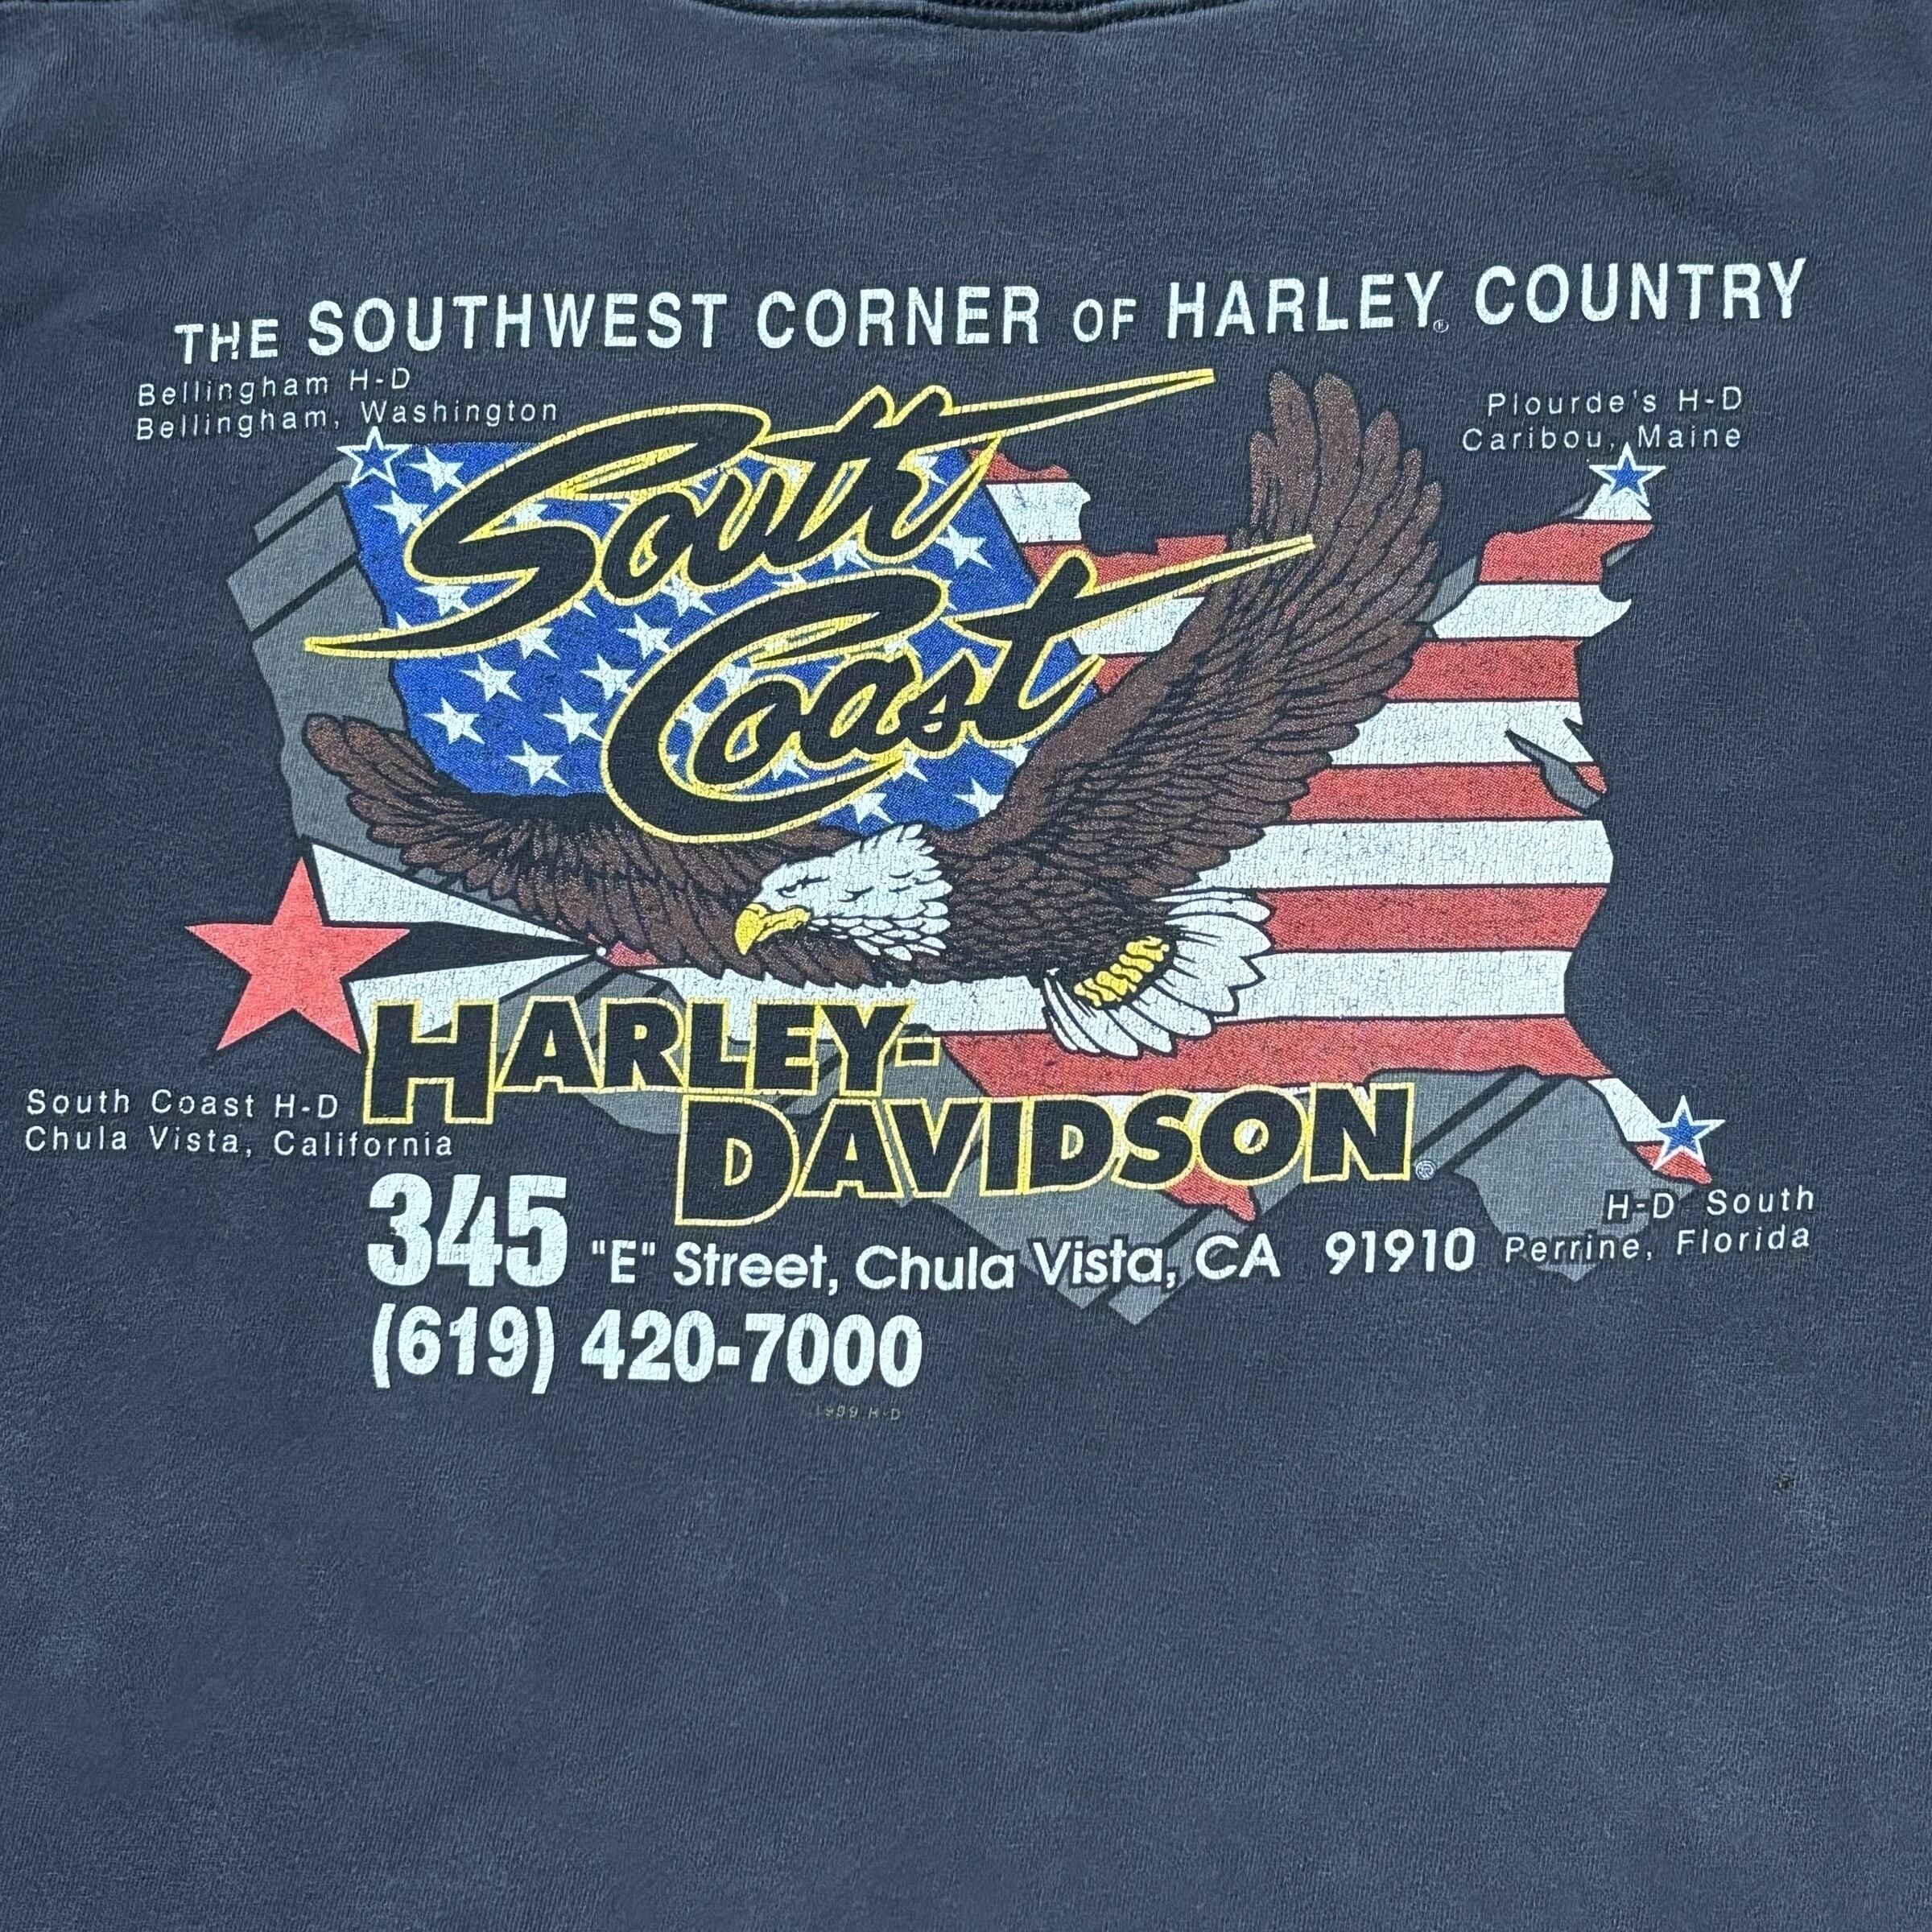 THE SOUTHWEST CORNER OF HARLEY® COUNTRY
Bellingham H-D
Bellingham, Washington
Plourde's H-D
Caribou, Maine
South
Coast
HARLEY-
DAVIDSON®
South Coast H-D
Chula Vista, California
H-D South
Perrine, Florida
345 "E" Street, Chula Vista, CA 91910
(619) 420-7000
1999 H-D